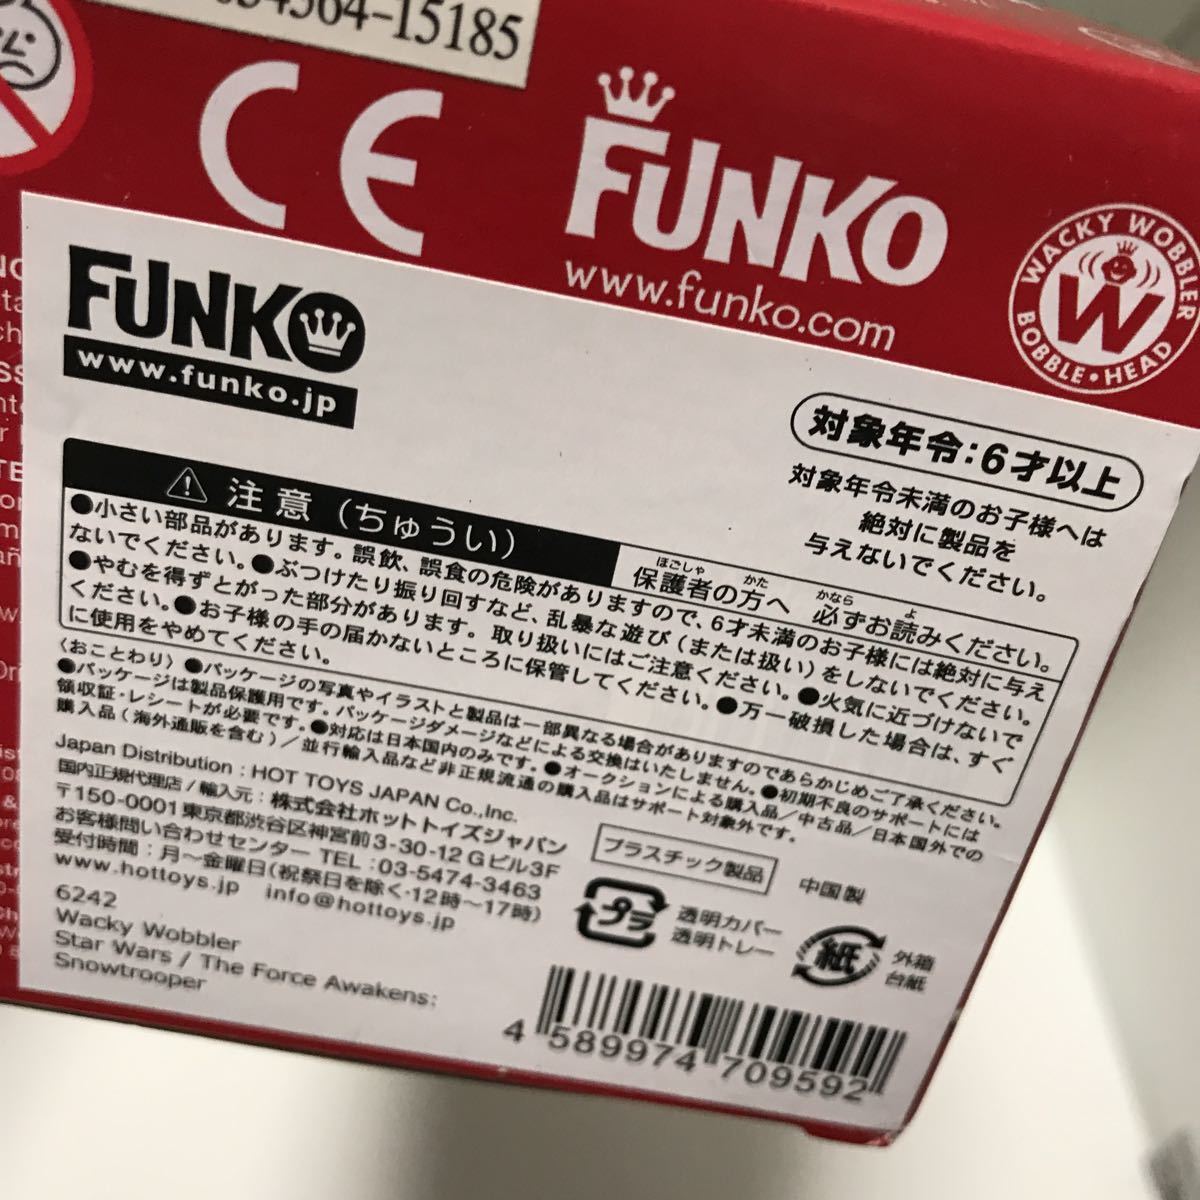 34564-15185
CE
FUNKO
www.funko.com
WACKY WOBBLER
W
BOBBLE・HEAD
FUNKO
www.funko.jp
対象年令：6才以上
対象年令未満のお子様へは
絶対に製品を
与えないでください。
注意（ちゅうい）
保護者の方へ 必ずお読みください。
ほごしゃ かた かなら よ
●小さい部品があります。誤飲、誤食の危険がありますので、6才未満のお子様には絶対に与え
ないでください。●ぶつけたり振り回すなど、乱暴な遊び（または扱い）をしないでください。
●やむを得ずとがった部分があります。取り扱いにはご注意ください。●火気に近づけないで
ください。●お子様の手の届かないところに保管してください。●万一破損した場合は、すぐ
に使用をやめてください。
〈おことわり〉●パッケージの写真やイラストと製品は一部異なる場合がありますのであらかじめご了承ください。
●パッケージは製品保護用です。パッケージダメージなどによる交換はいたしません。●初期不良のサポートには
領収証・レシートが必要です。●対応は日本国内のみです。●オークションによる購入品／中古品／日本国外での
購入品（海外通販を含む）／並行輸入品など非正規流通の購入品はサポート対象外です。
Japan Distribution : HOT TOYS JAPAN Co.,Inc.
国内正規代理店／輸入元：株式会社ホットトイズジャパン
〒150-0001東京都渋谷区神宮前3-30-12 Gビル3F
お客様問い合わせセンター TEL：03-5474-3463
受付時間：月～金曜日（祝祭日を除く・12時～17時）
www.hottoys.jp info@hottoys.jp
6242
Wacky Wobbler
Star Wars / The Force Awakens:
Snowtrooper
プラスチック製品
中国製
プラ
透明カバー
透明トレー
紙
外箱
台紙
4 589974 709592